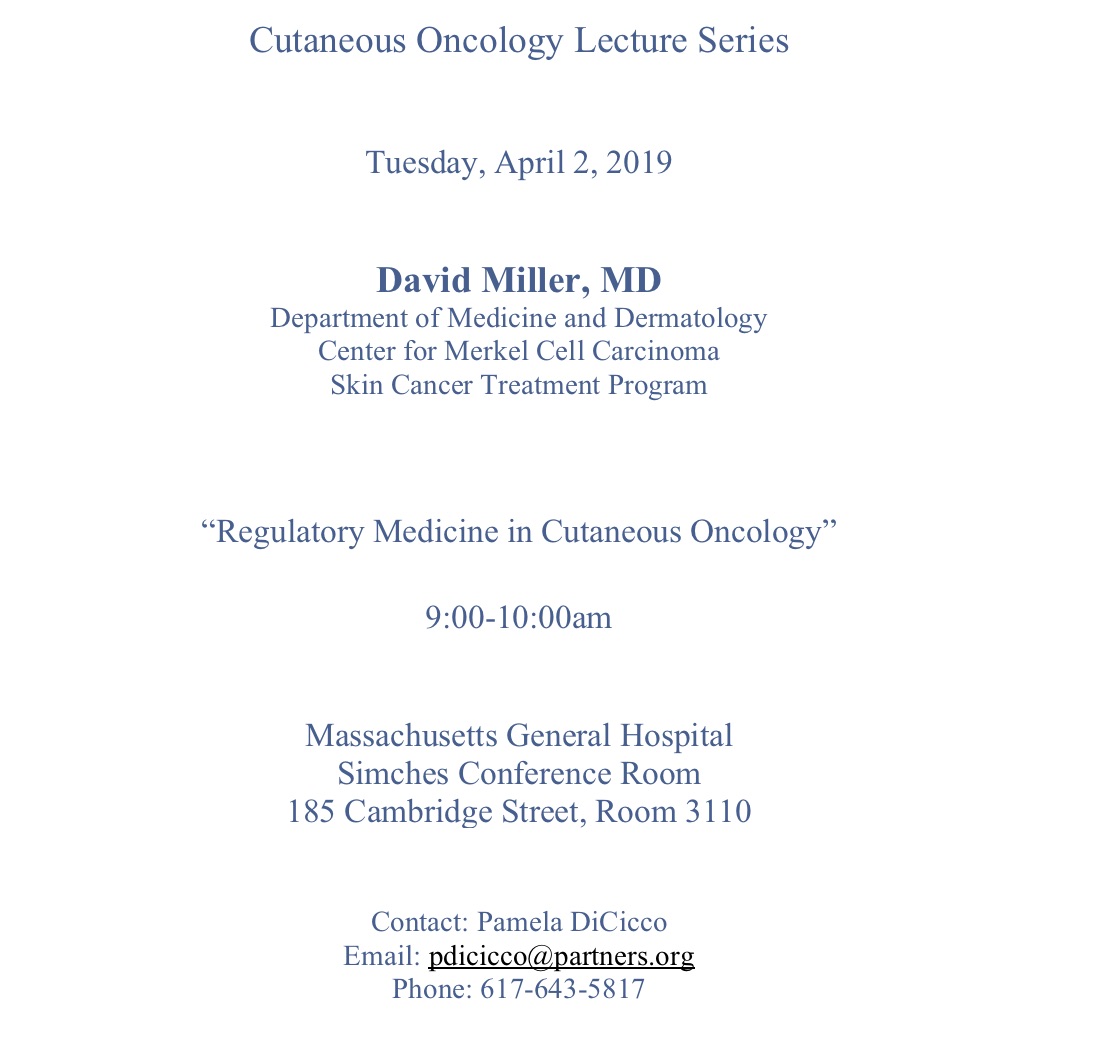 Cutaneous Oncology Lecture Series
Tuesday, April 2, 2019
David Miller, MD
Department of Medicine and Dermatology
Center for Merkel Cell Carcinoma
Skin Cancer Treatment Program
“Regulatory Medicine in Cutaneous Oncology”
9:00-10:00am
Massachusetts General Hospital
Simches Conference Room
185 Cambridge Street, Room 3110
Contact: Pamela DiCicco
Email: pdicicco@partners.org
Phone: 617-643-5817